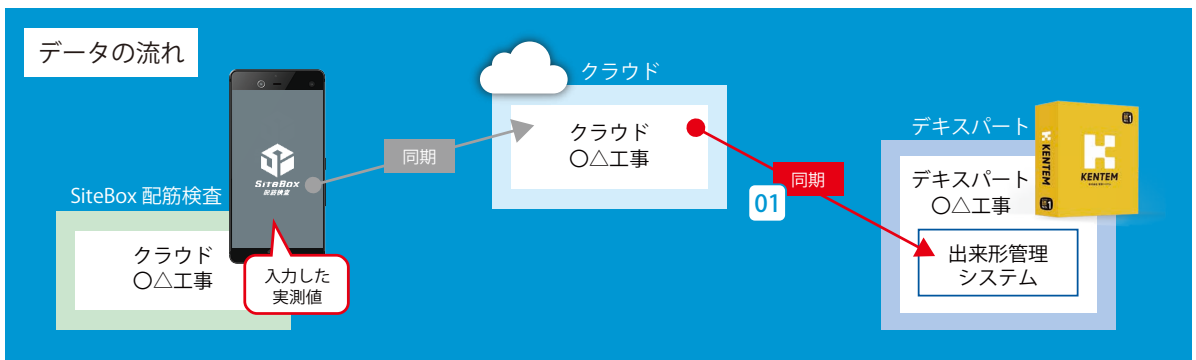 データの流れ
SiteBox 配筋検査
クラウド
〇△工事
SITEBOX
配筋検査
入力した
実測値
同期
クラウド
クラウド
〇△工事
同期
01
デキスパート
デキスパート
〇△工事
出来形管理
システム
KENTEM
KENTEM